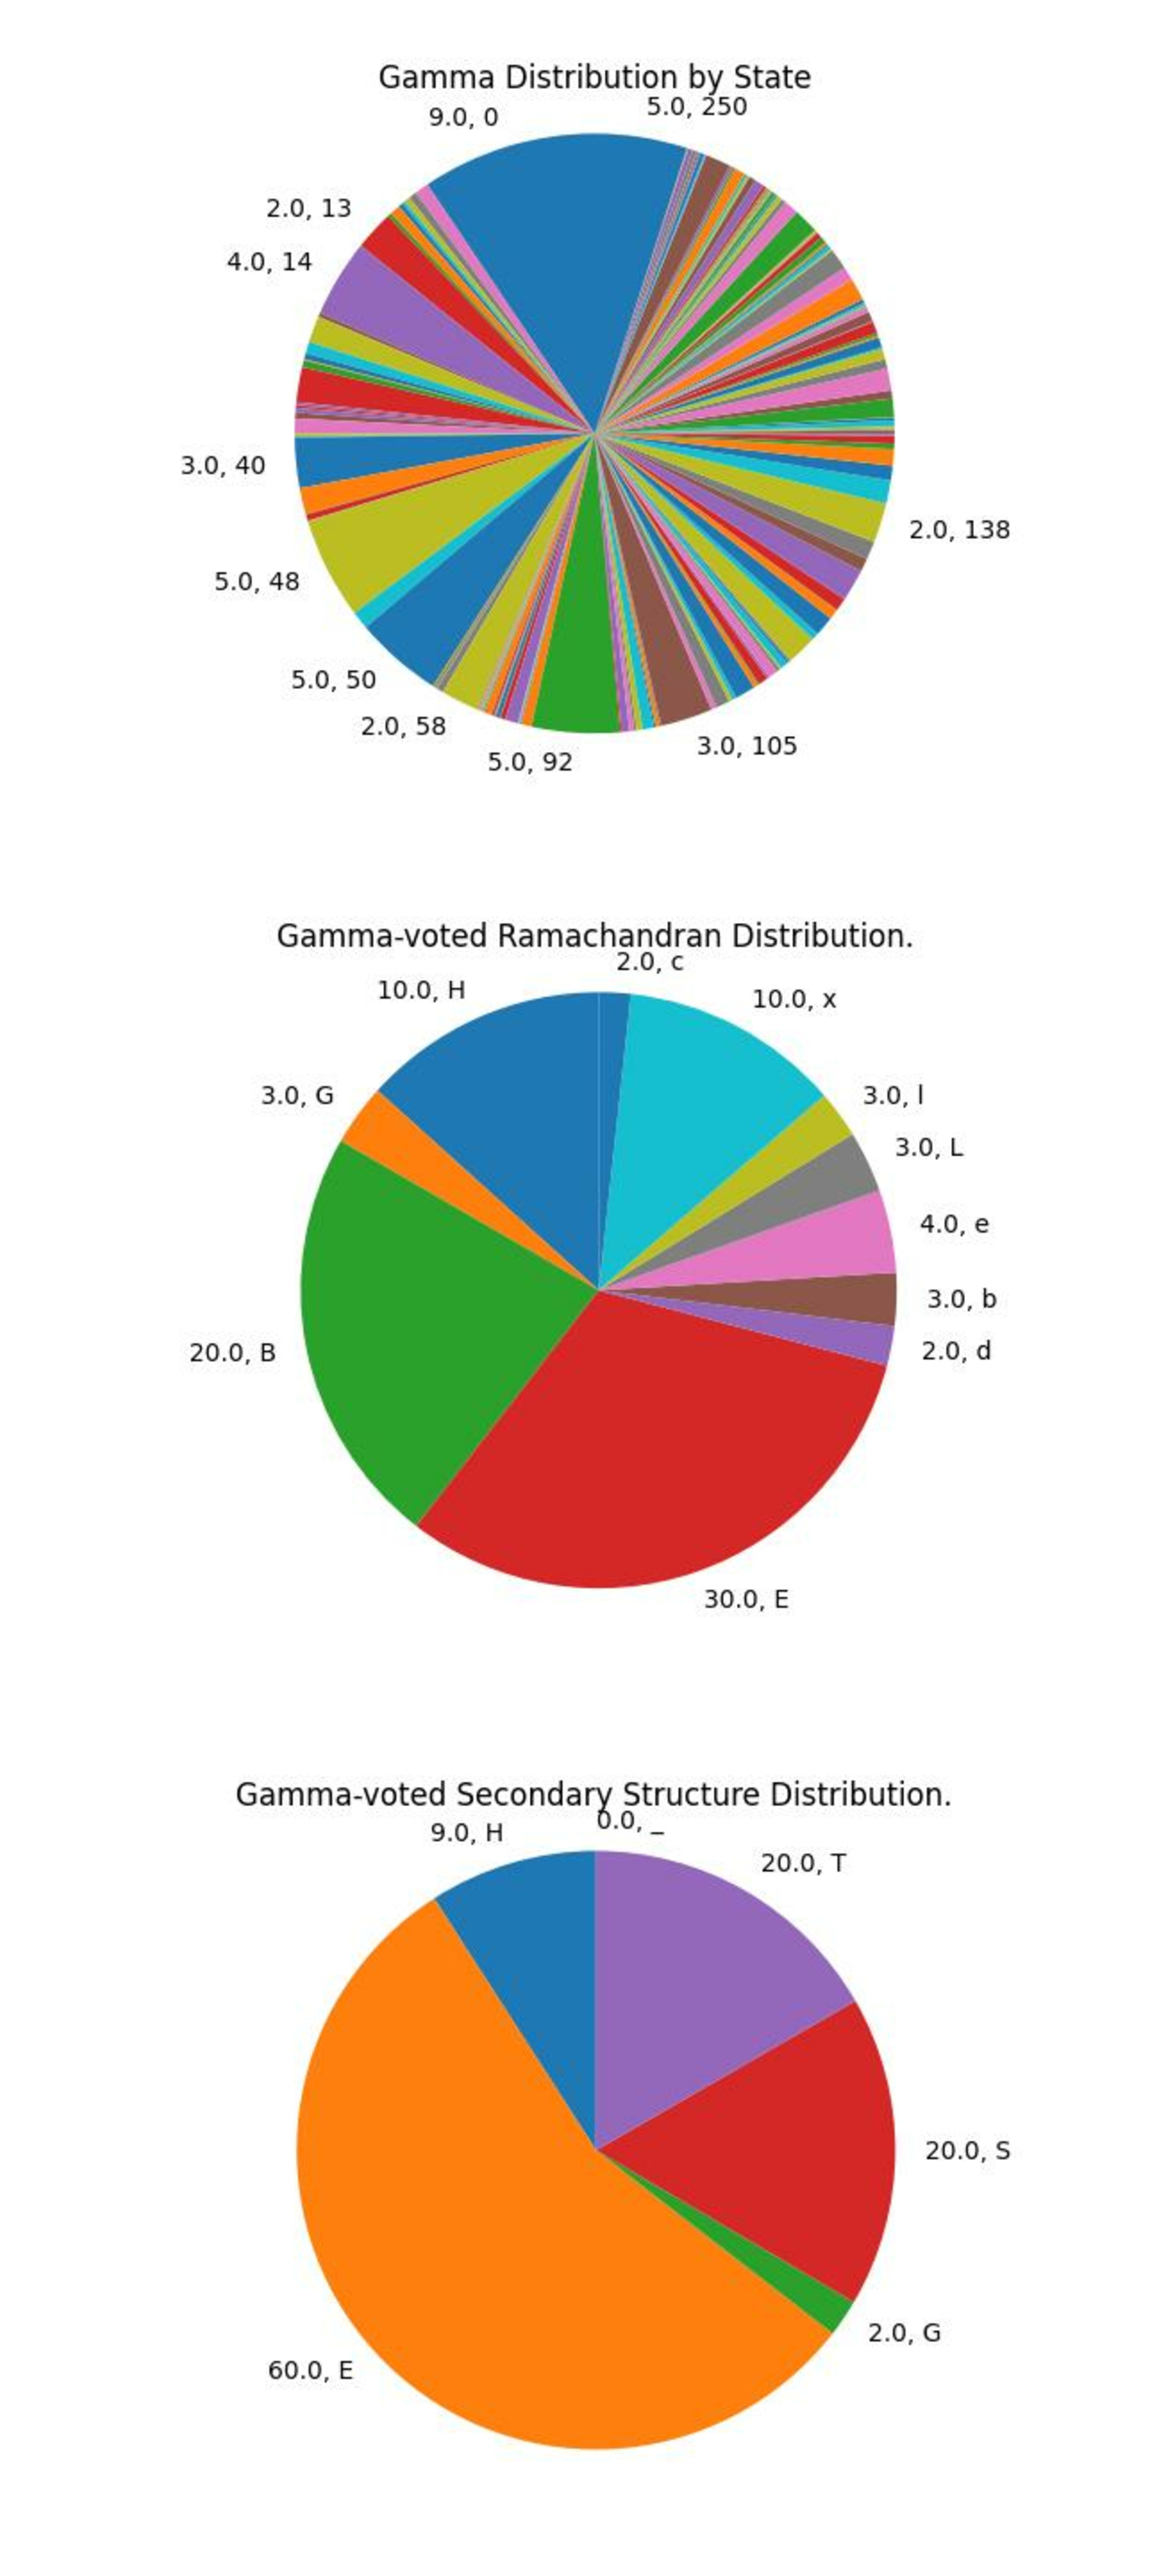 Gamma Distribution by State
9.0, 0
5.0, 250
2.0, 13
4.0, 14
3.0, 40
2.0, 138
5.0, 48
5.0, 50
2.0, 58
3.0, 105
5.0, 92
Gamma-voted Ramachandran Distribution.
2.0, c
10.0, H
10.0, x
3.0, G
3.0, l
3.0, L
4.0, e
3.0, b
20.0, B
2.0, d
30.0, E
Gamma-voted Secondary Structure Distribution.
9.0, H
0.0, _
20.0, T
20.0, S
2.0, G
60.0, E